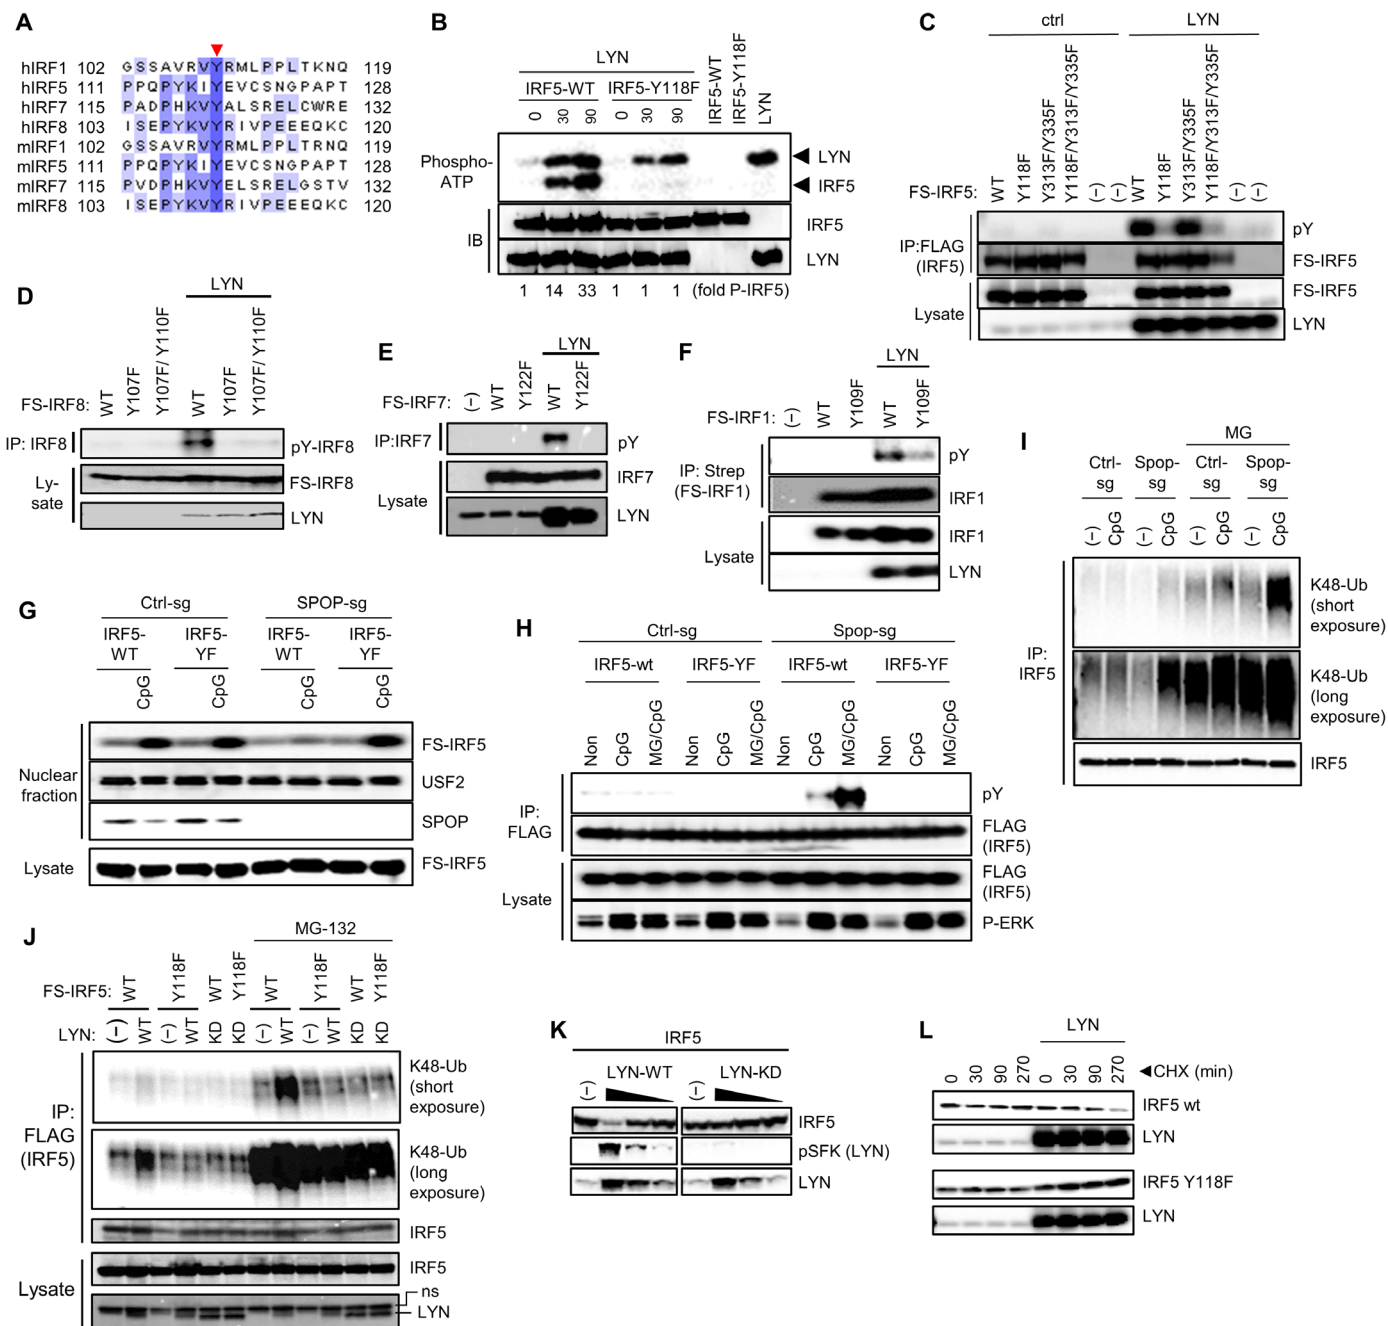 A
hIRF1 102 GSSAVRVYRMLPPLTKNQ 119
hIRF5 111 PPQPYKIYEVCSNGPAPT 128
hIRF7 115 PADPHKVYALSRELCWRE 132
hIRF8 103 ISEPYKVYRIVPEEEQKC 120
mIRF1 102 GSSAVRVYRMLPPLTRNQ 119
mIRF5 111 PPQPYKIYEVCSNGPAPT 128
mIRF7 115 PVDPHKVYELSRELGSTV 132
mIRF8 103 ISEPYKVYRIVPEEEQKC 120
B
LYN
IRF5-WT IRF5-Y118F IRF5-WT IRF5-Y118F LYN
0 30 90 0 30 90
Phospho-
ATP
LYN
IRF5
IB
IRF5
LYN
1 14 33 1 1 1 (fold P-IRF5)
C
ctrl LYN
FS-IRF5: WT Y118F Y313F/Y335F Y118F/Y313F/Y335F (–) (–) WT Y118F Y313F/Y335F Y118F/Y313F/Y335F (–) (–)
IP:FLAG
(IRF5)
pY
FS-IRF5
Lysate
FS-IRF5
LYN
D
LYN
FS-IRF8: WT Y107F Y107F/ Y110F WT Y107F Y107F/ Y110F
IP: IRF8 pY-IRF8
Ly-
sate
FS-IRF8
LYN
E
LYN
FS-IRF7: (–) WT Y122F WT Y122F
IP:IRF7 pY
Lysate
IRF7
LYN
F
LYN
FS-IRF1: (–) WT Y109F WT Y109F
IP: Strep
(FS-IRF1)
pY
IRF1
Lysate
IRF1
LYN
G
Ctrl-sg SPOP-sg
IRF5-
WT
IRF5-
YF
IRF5-
WT
IRF5-
YF
CpG CpG CpG CpG
Nuclear
fraction
FS-IRF5
USF2
SPOP
Lysate FS-IRF5
H
Ctrl-sg Spop-sg
IRF5-wt IRF5-YF IRF5-wt IRF5-YF
Non CpG MG/CpG Non CpG MG/CpG Non CpG MG/CpG Non CpG MG/CpG
IP:
FLAG
pY
FLAG
(IRF5)
Lysate
FLAG
(IRF5)
P-ERK
I
MG
Ctrl-
sg
Spop-
sg
Ctrl-
sg
Spop-
sg
(–) CpG (–) CpG (–) CpG (–) CpG
IP:
IRF5
K48-Ub
(short
exposure)
K48-Ub
(long
exposure)
IRF5
J
MG-132
FS-IRF5: WT Y118F WT Y118F WT Y118F WT Y118F
LYN: (–) WT (–) WT KD KD (–) WT (–) WT KD KD
IP:
FLAG
(IRF5)
K48-Ub
(short
exposure)
K48-Ub
(long
exposure)
IRF5
Lysate
IRF5
ns
LYN
K
IRF5
(–) LYN-WT (–) LYN-KD
IRF5
pSFK (LYN)
LYN
L
LYN
0 30 90 270 0 30 90 270 CHX (min)
IRF5 wt
LYN
IRF5 Y118F
LYN